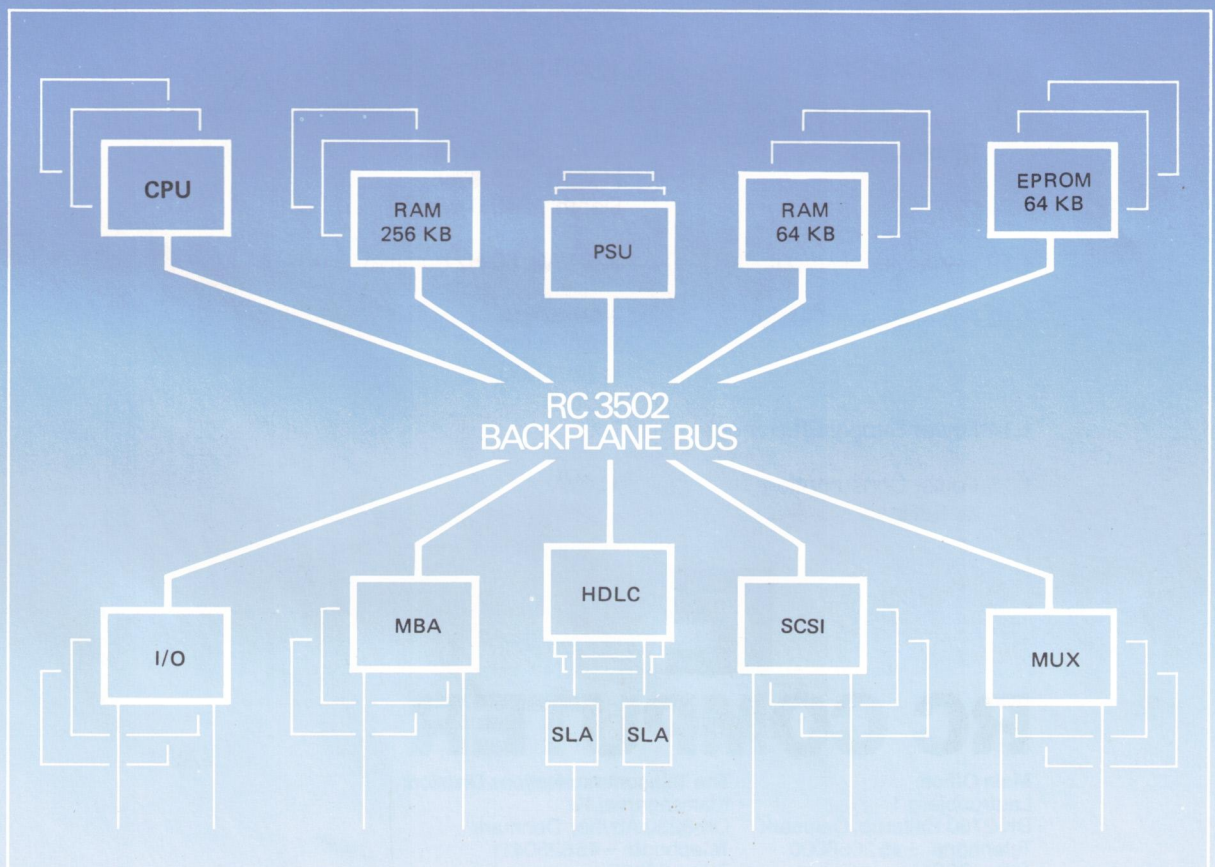 CPU
RAM
256 KB
PSU
RAM
64 KB
EPROM
64 KB
RC 3502
BACKPLANE BUS
I/O
MBA
HDLC
SCSI
MUX
SLA
SLA